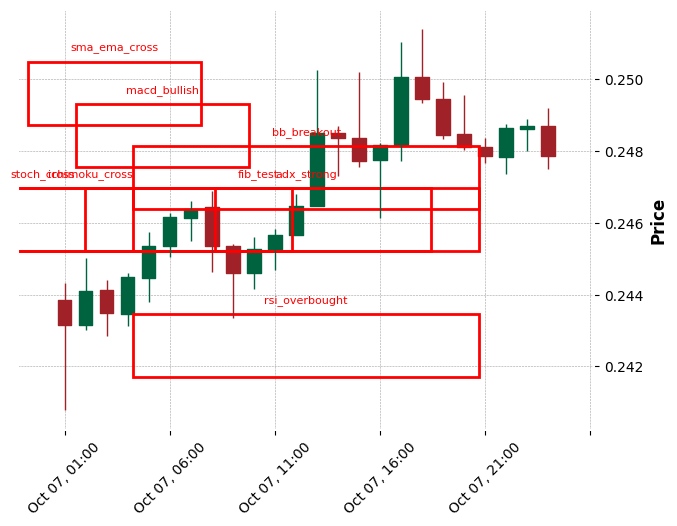 sma_ema_cross
0.250
macd_bullish
bb_breakout
0.248
stoch_cross
ichimoku_cross
fib_test
adx_strong
0.246
Price
0.244
rsi_overbought
0.242
Oct 07, 01:00
Oct 07, 06:00
Oct 07, 11:00
Oct 07, 16:00
Oct 07, 21:00